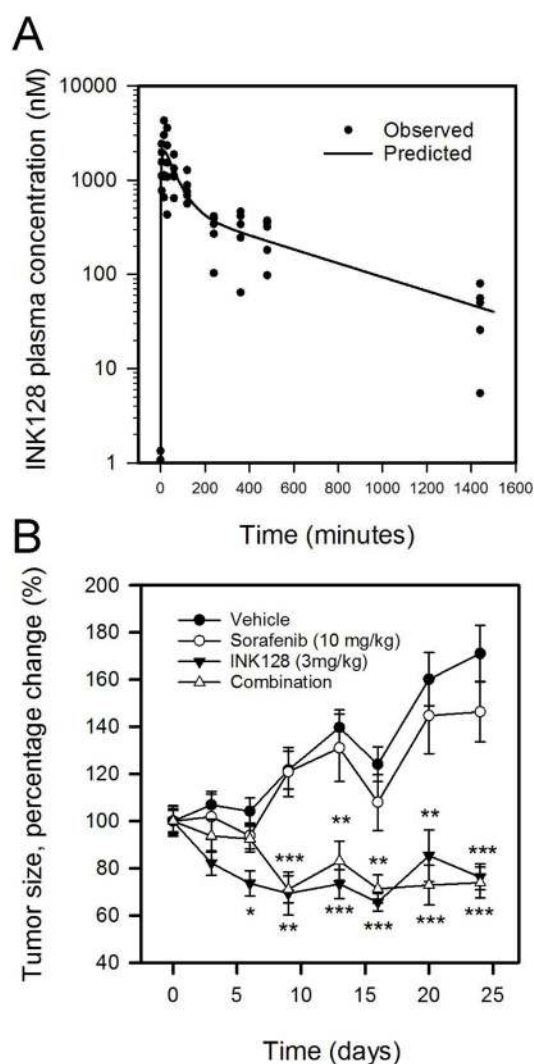 A
INK128 plasma concentration (nM)
10000
1000
100
10
1
Observed
Predicted
0 200 400 600 800 1000 1200 1400 1600
Time (minutes)
B
Tumor size, percentage change (%)
200
180
160
140
120
100
80
60
40
Vehicle
Sorafenib (10 mg/kg)
INK128 (3mg/kg)
Combination
*** ** ** ** ***
* ** *** *** *** ***
0 5 10 15 20 25
Time (days)